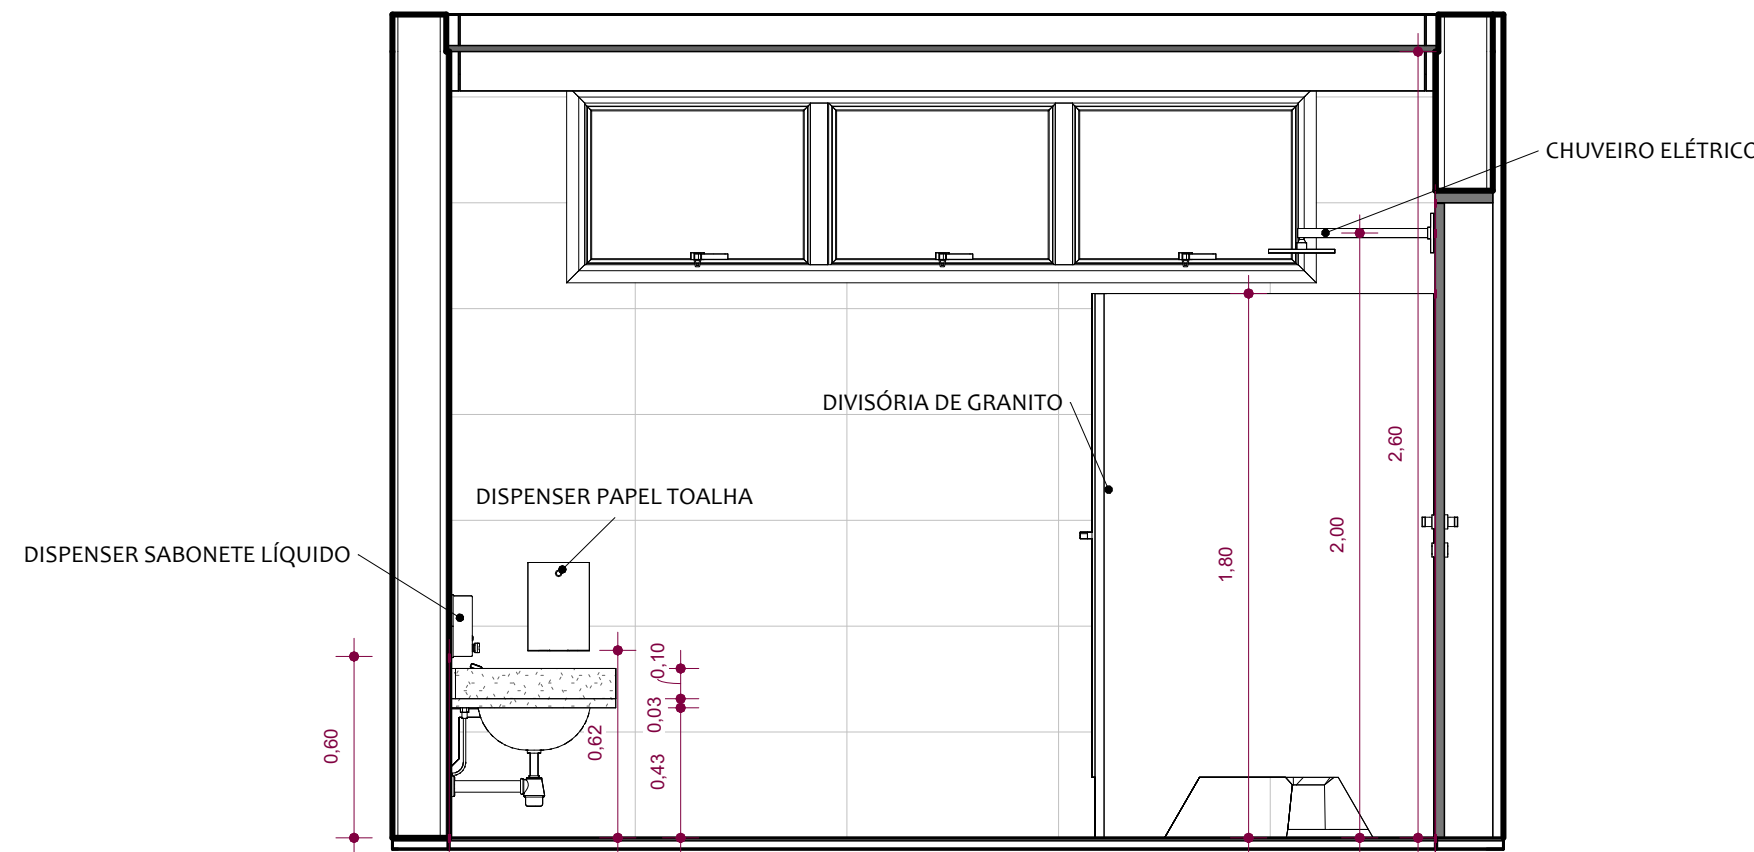 CHUVEIRO ELÉTRICO
DIVISÓRIA DE GRANITO
2,60
DISPENSER PAPEL TOALHA
2,00
DISPENSER SABONETE LÍQUIDO
1,80
0,10
0,03
0,60
0,62
0,43